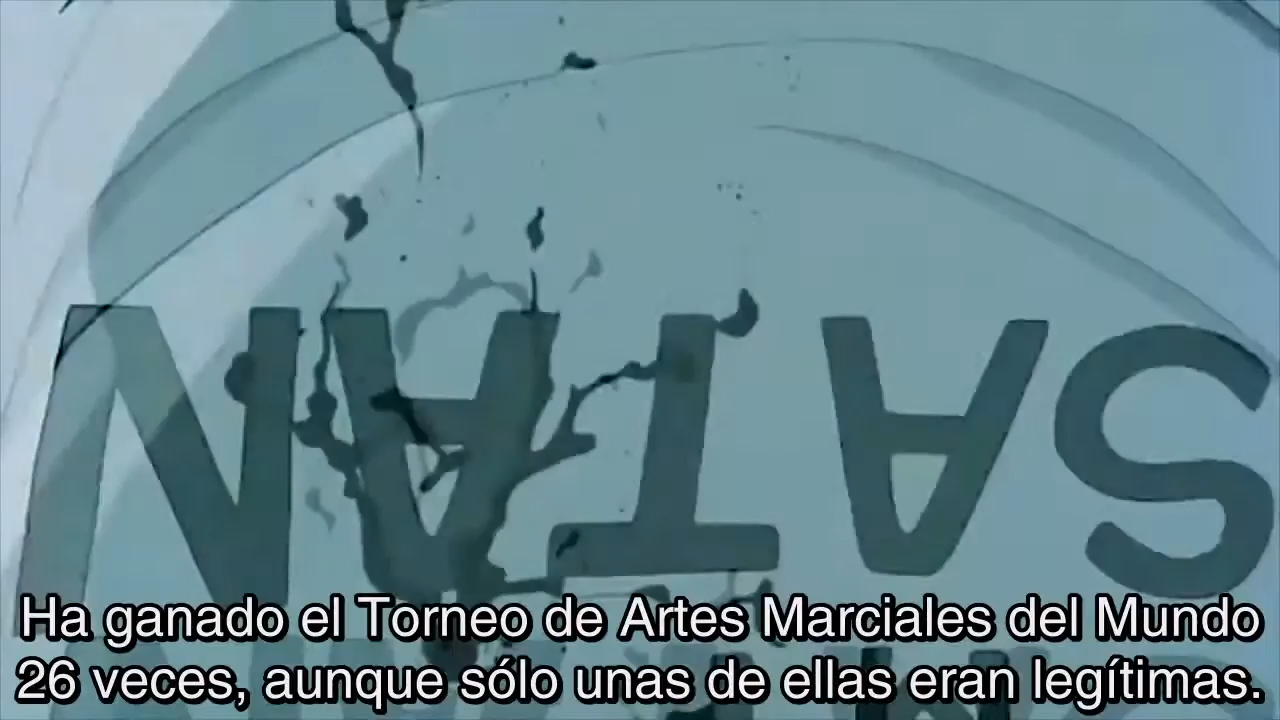 SATAN
Ha ganado el Torneo de Artes Marciales del Mundo
26 veces, aunque sólo unas de ellas eran legítimas.